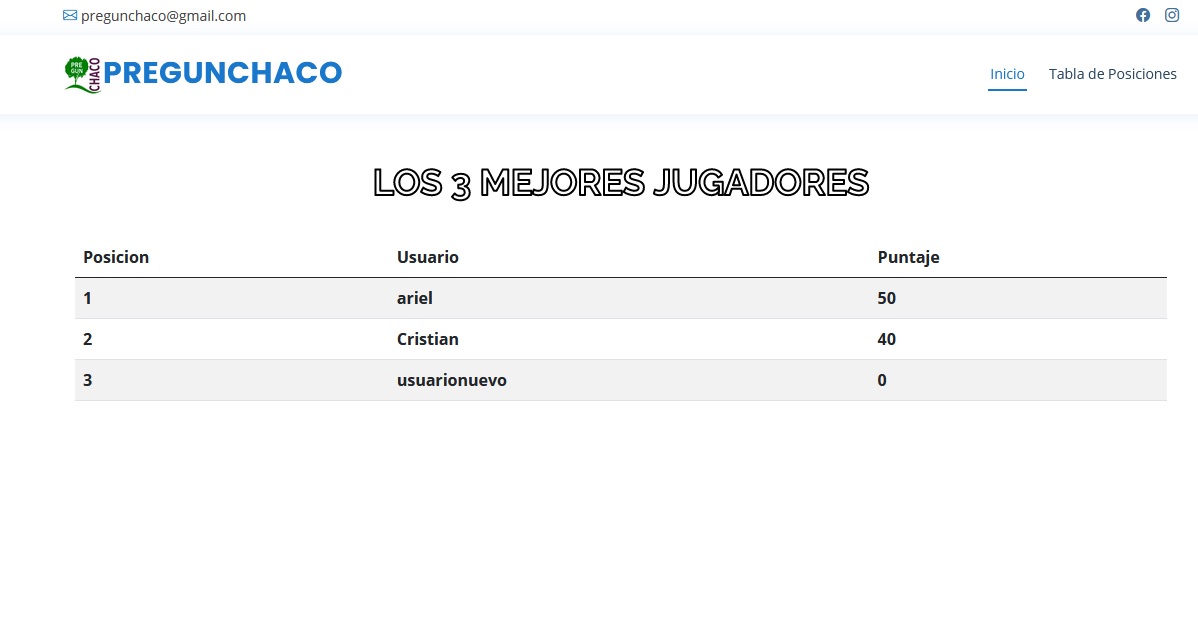 pregunchaco@gmail.com
PRE
GUN
CHACO
PREGUNCHACO
Inicio
Tabla de Posiciones
LOS 3 MEJORES JUGADORES
Posicion Usuario Puntaje
1 ariel 50
2 Cristian 40
3 usuarionuevo 0